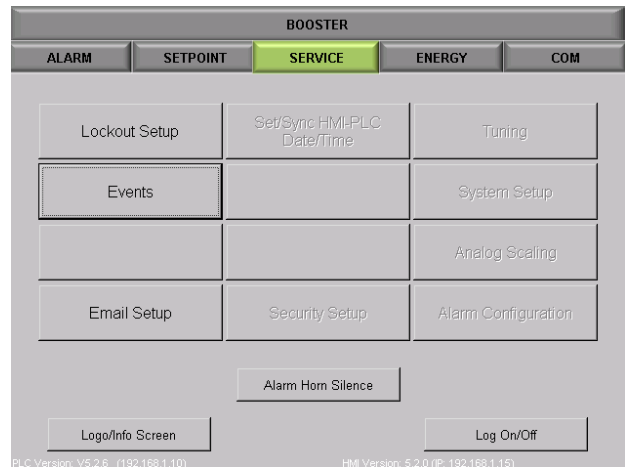 BOOSTER
ALARM SETPOINT SERVICE ENERGY COM
Lockout Setup
Set/Sync HMI-PLC
Date/Time
Tuning
Events
System Setup
Analog Scaling
Email Setup
Security Setup
Alarm Configuration
Alarm Horn Silence
Logo/Info Screen
Log On/Off
PLC Version: V5.2.6 (192.168.1.10)
HMI Version: 5.2.0 (IP: 192.168.1.15)